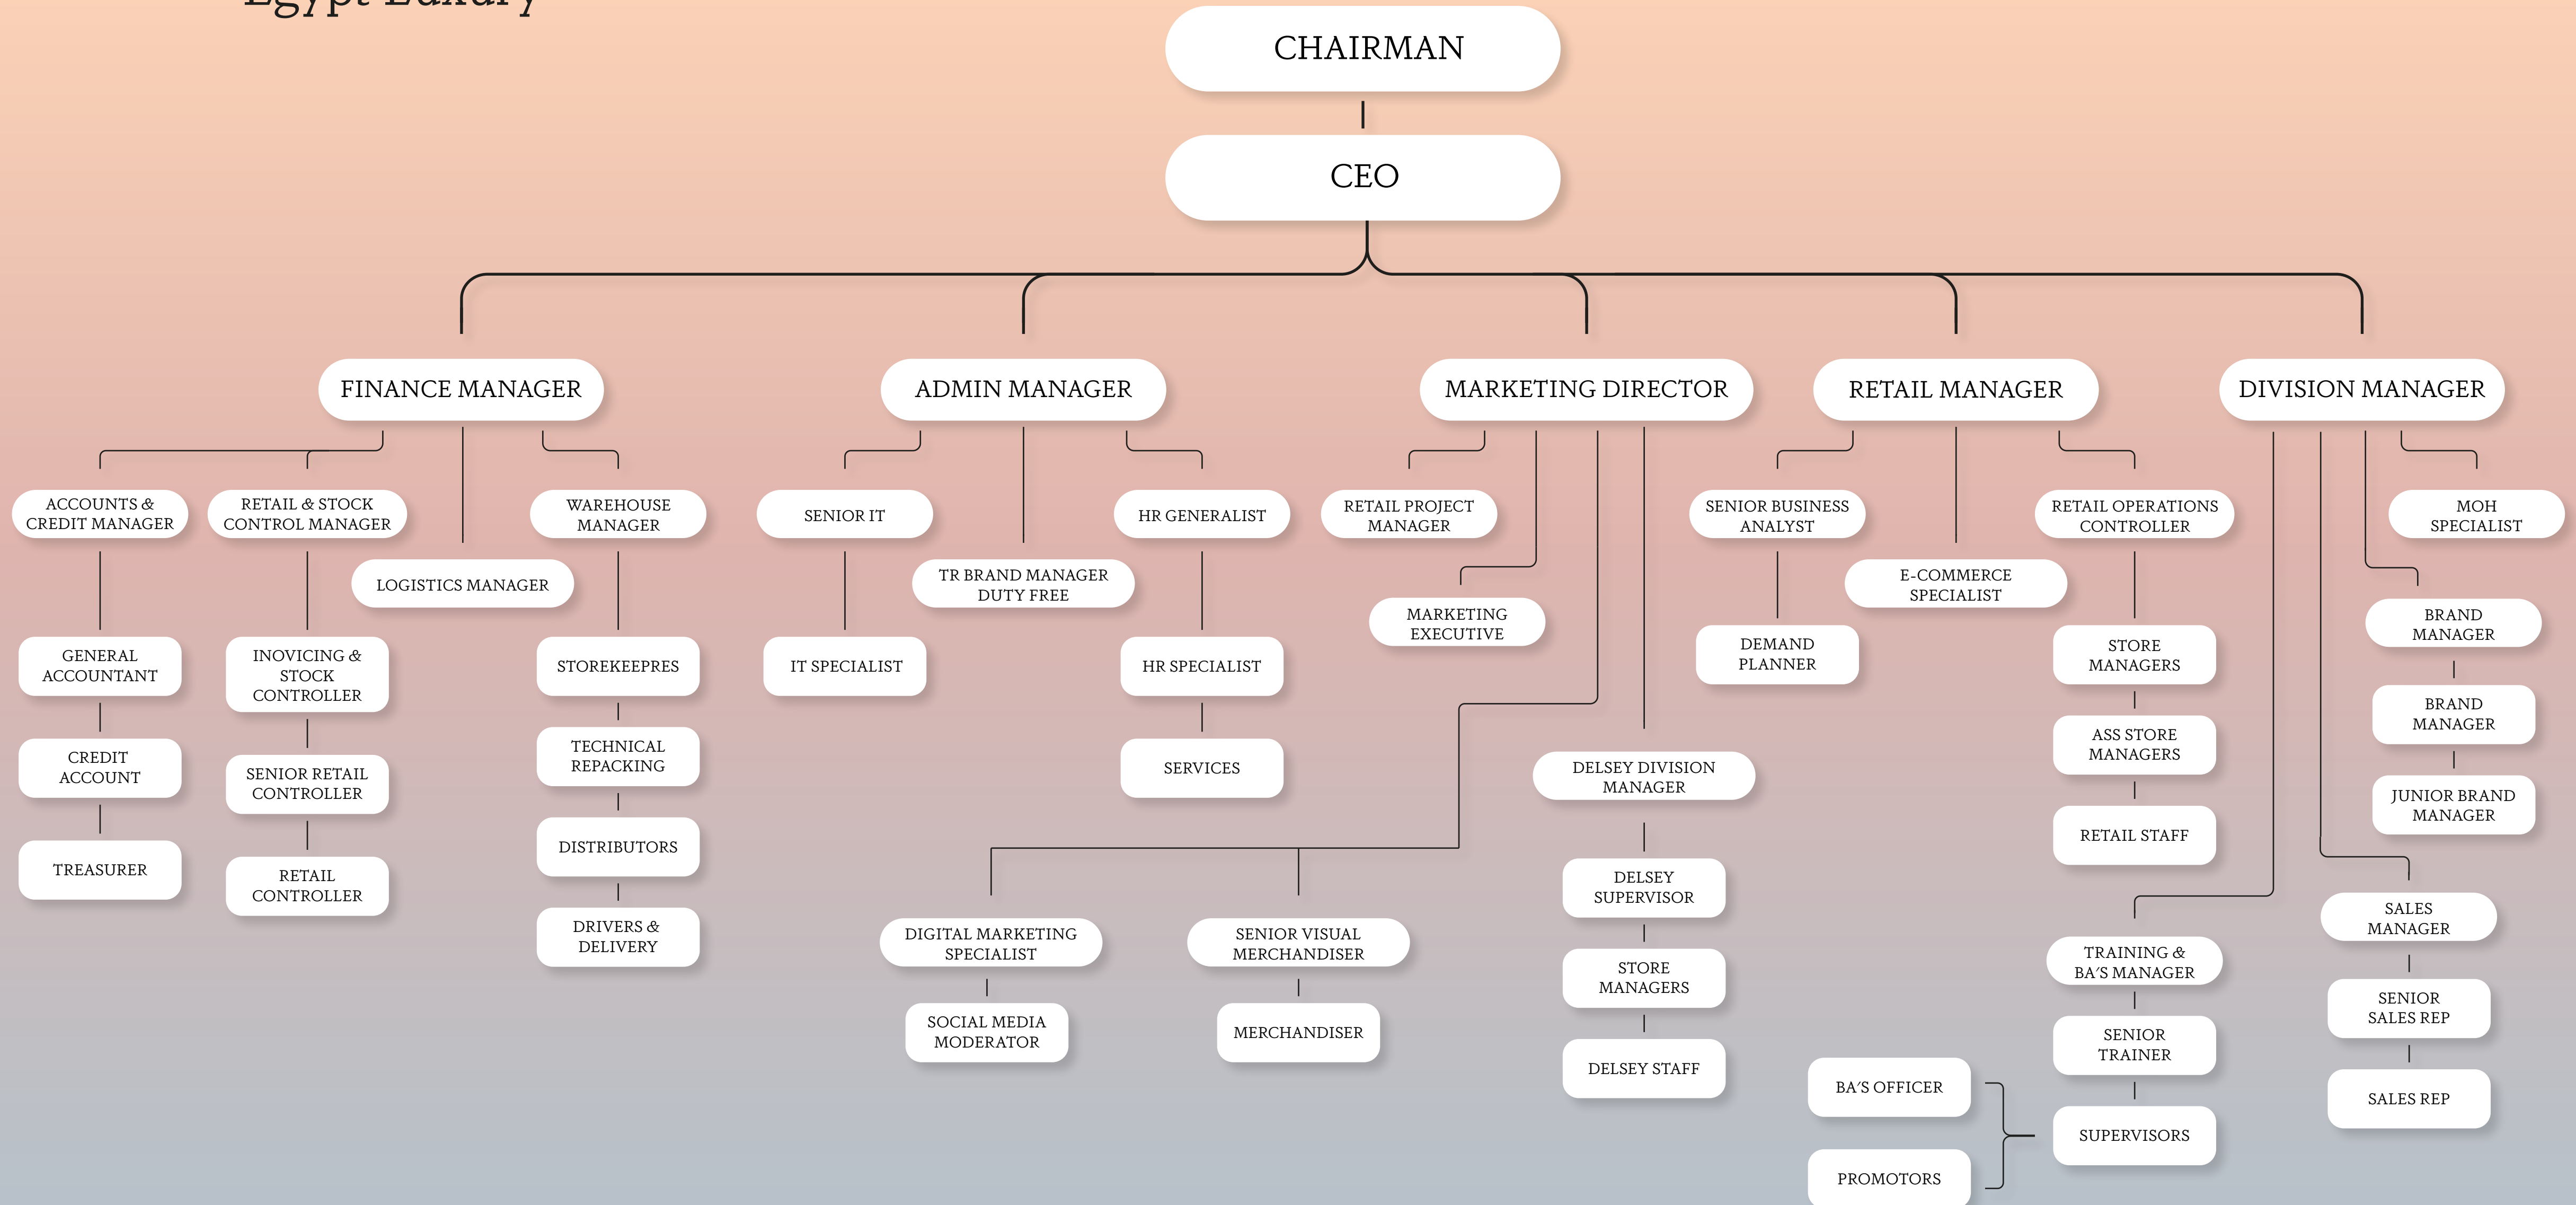 Egypt Luxury
CHAIRMAN
CEO
FINANCE MANAGER
ADMIN MANAGER
MARKETING DIRECTOR
RETAIL MANAGER
DIVISION MANAGER
ACCOUNTS &
CREDIT MANAGER
RETAIL & STOCK
CONTROL MANAGER
LOGISTICS MANAGER
WAREHOUSE
MANAGER
SENIOR IT
TR BRAND MANAGER
DUTY FREE
HR GENERALIST
RETAIL PROJECT
MANAGER
MARKETING
EXECUTIVE
SENIOR BUSINESS
ANALYST
E-COMMERCE
SPECIALIST
RETAIL OPERATIONS
CONTROLLER
MOH
SPECIALIST
GENERAL
ACCOUNTANT
CREDIT
ACCOUNT
TREASURER
INOVICING &
STOCK
CONTROLLER
SENIOR RETAIL
CONTROLLER
RETAIL
CONTROLLER
STOREKEEPRES
TECHNICAL
REPACKING
DISTRIBUTORS
DRIVERS &
DELIVERY
IT SPECIALIST
HR SPECIALIST
SERVICES
DIGITAL MARKETING
SPECIALIST
SOCIAL MEDIA
MODERATOR
SENIOR VISUAL
MERCHANDISER
MERCHANDISER
DELSEY DIVISION
MANAGER
DELSEY
SUPERVISOR
STORE
MANAGERS
DELSEY STAFF
DEMAND
PLANNER
STORE
MANAGERS
ASS STORE
MANAGERS
RETAIL STAFF
BRAND
MANAGER
BRAND
MANAGER
JUNIOR BRAND
MANAGER
TRAINING &
BA'S MANAGER
SENIOR
TRAINER
SUPERVISORS
BA'S OFFICER
PROMOTORS
SALES
MANAGER
SENIOR
SALES REP
SALES REP